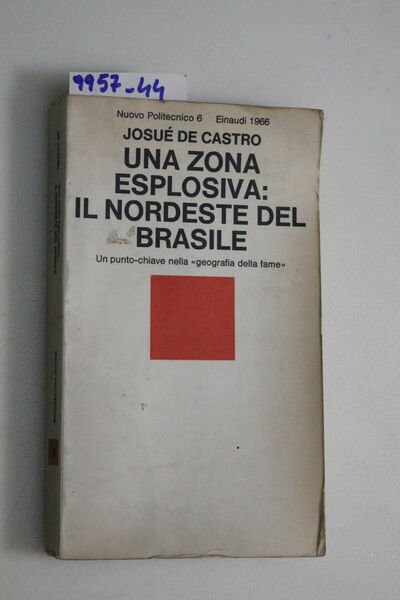 9957-44
Nuovo Politecnico 6 Einaudi 1966
JOSUÉ DE CASTRO
UNA ZONA
ESPLOSIVA:
IL NORDESTE DEL
BRASILE
Un punto-chiave nella «geografia della fame»